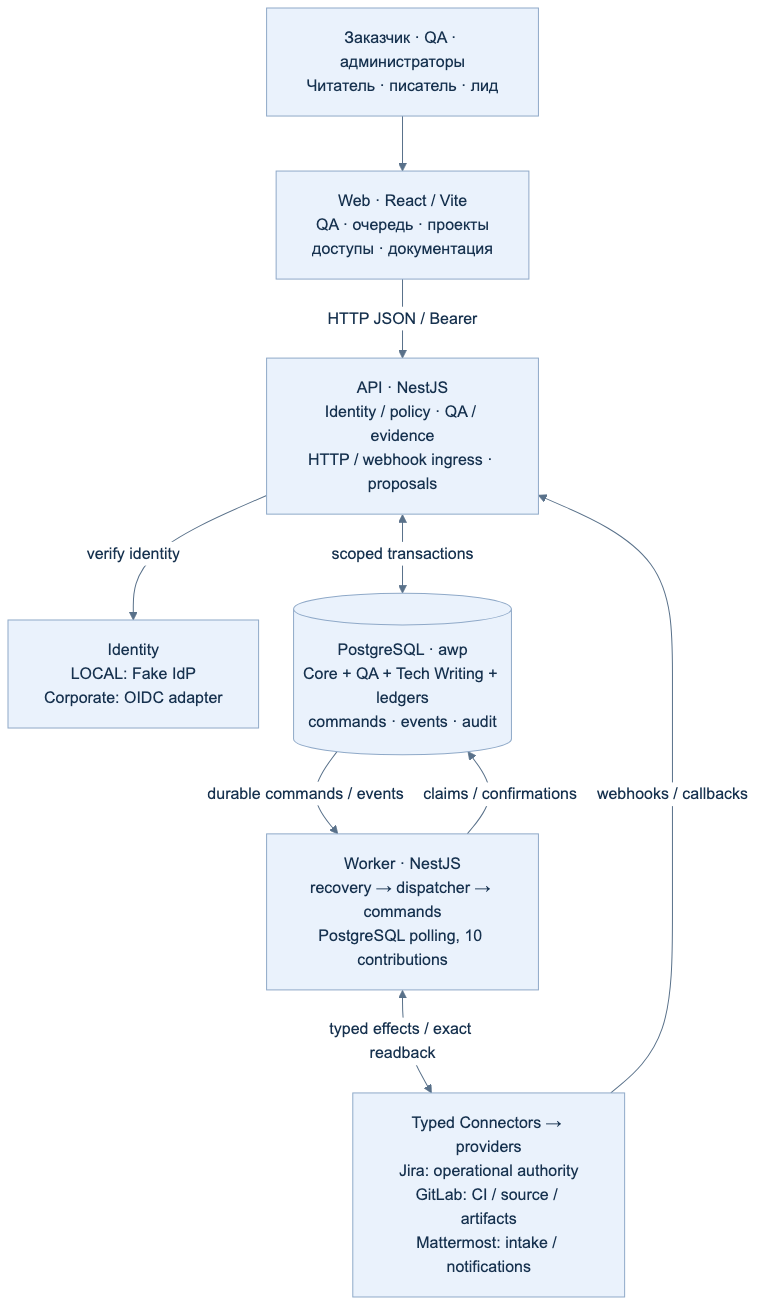 Заказчик · QA ·
администраторы
Читатель · писатель · лид
Web · React / Vite
QA · очередь · проекты
доступы · документация
HTTP JSON / Bearer
API · NestJS
Identity / policy · QA /
evidence
HTTP / webhook ingress ·
proposals
verify identity
scoped transactions
Identity
LOCAL: Fake IdP
Corporate: OIDC adapter
PostgreSQL · awp
Core + QA + Tech Writing +
ledgers
commands · events · audit
durable commands / events
claims / confirmations
webhooks / callbacks
Worker · NestJS
recovery → dispatcher →
commands
PostgreSQL polling, 10
contributions
typed effects / exact
readback
Typed Connectors →
providers
Jira: operational authority
GitLab: CI / source /
artifacts
Mattermost: intake /
notifications